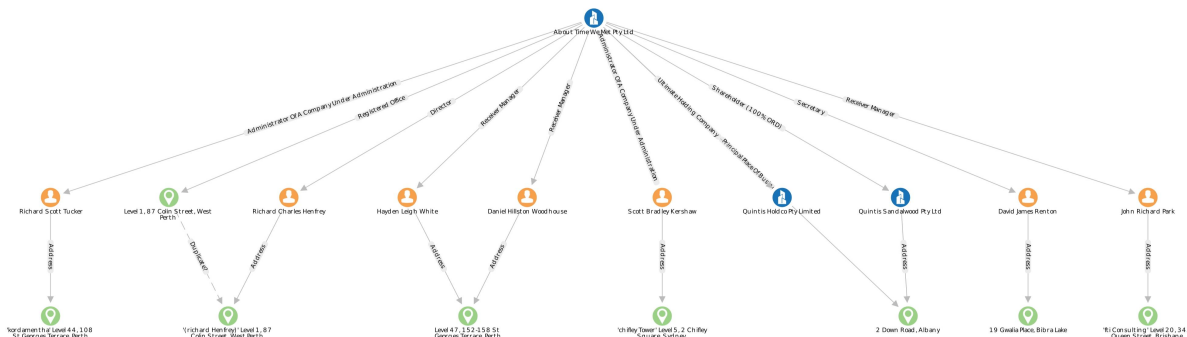 About Time We Met Pty Ltd
Administrator Of A Company Under Administration
Registered Office
Director
Receiver Manager
Receiver Manager
Administrator Of A Company Under Administration
Ultimate Holding Company
Principal Place Of Business
Shareholder (100% ORD)
Secretary
Receiver Manager
Richard Scott Tucker
Level 1, 87 Colin Street, West
Perth
Richard Charles Henfrey
Hayden Leigh White
Daniel Hillston Woodhouse
Scott Bradley Kershaw
Quintis Holdco Pty Limited
Quintis Sandalwood Pty Ltd
David James Renton
John Richard Park
Address
Duplicate?
Address
Address
Address
Address
Address
Address
Address
'kordamentha' Level 44, 108
St Georges Terrace, Perth
'(richard Henfrey)' Level 1, 87
Colin Street, West Perth
Level 47, 152-158 St
Georges Terrace, Perth
'chifley Tower' Level 5, 2 Chifley
Square, Sydney
2 Down Road, Albany
19 Gwalia Place, Bibra Lake
'fti Consulting' Level 20, 34
Queen Street, Brisbane